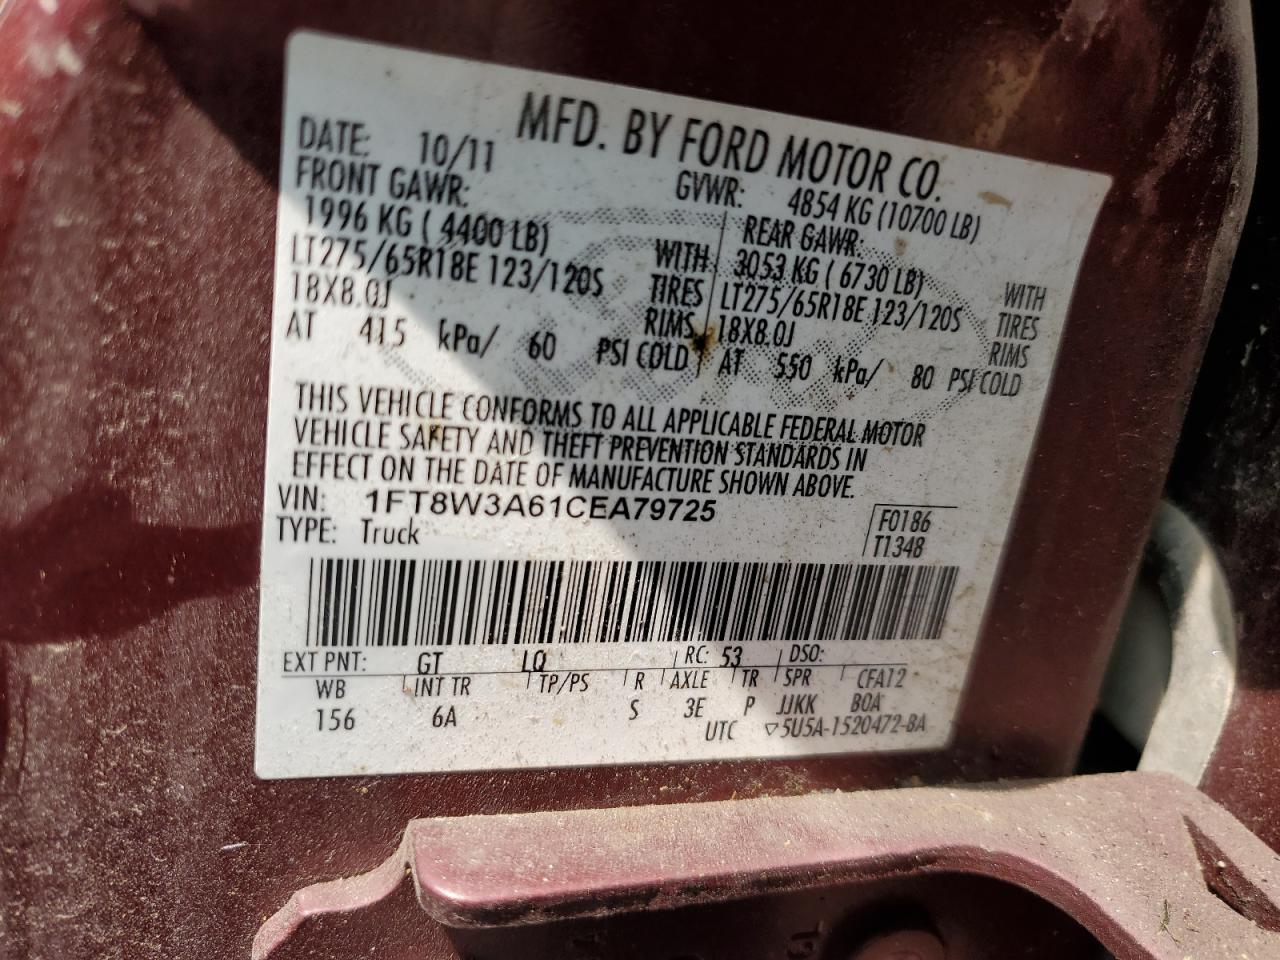 MFD. BY FORD MOTOR CO.
DATE: 10/11 GVWR: 4854 KG (10700 LB)
FRONT GAWR: REAR GAWR:
1996 KG ( 4400 LB) WITH 3053 KG ( 6730 LB) WITH
LT275/65R18E 123/120S TIRES LT275/65R18E 123/120S TIRES
18X8.0J RIMS 18X8.0J RIMS
AT 415 kPa/ 60 PSI COLD AT 550 kPa/ 80 PSI COLD
THIS VEHICLE CONFORMS TO ALL APPLICABLE FEDERAL MOTOR
VEHICLE SAFETY AND THEFT PREVENTION STANDARDS IN
EFFECT ON THE DATE OF MANUFACTURE SHOWN ABOVE.
VIN: 1FT8W3A61CEA79725 F0186
TYPE: Truck T1348
EXT PNT: GT LQ RC: 53 DSO:
WB INT TR TP/PS R AXLE TR SPR CFA12
156 6A S 3E P JJKK BOA
UTC ▽5U5A-1520472-BA